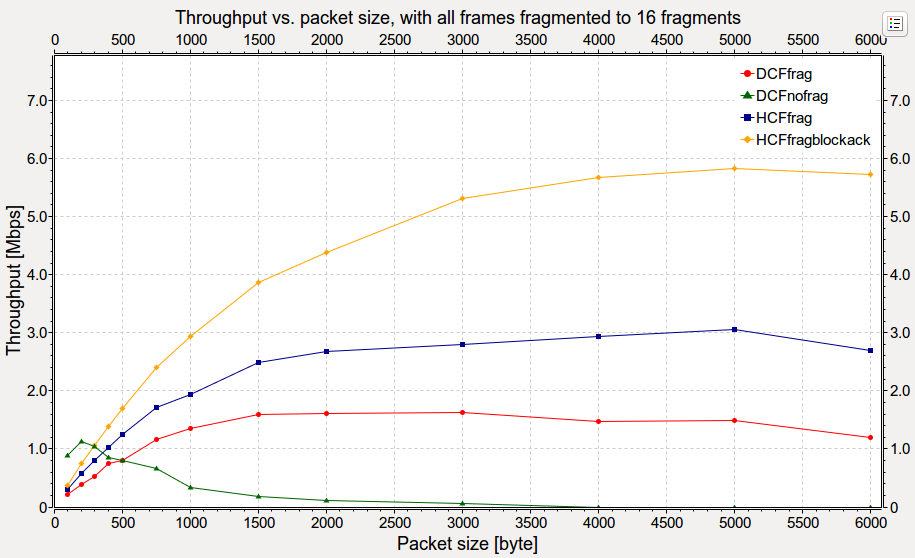 Throughput vs. packet size, with all frames fragmented to 16 fragments
0 500 1000 1500 2000 2500 3000 3500 4000 4500 5000 5500 6000
DCFfrag
DCFnofrag
HCFfrag
HCFfragblockack
7.0 7.0
6.0 6.0
5.0 5.0
4.0 4.0
3.0 3.0
2.0 2.0
1.0 1.0
0 0
Throughput [Mbps]
0 500 1000 1500 2000 2500 3000 3500 4000 4500 5000 5500 6000
Packet size [byte]